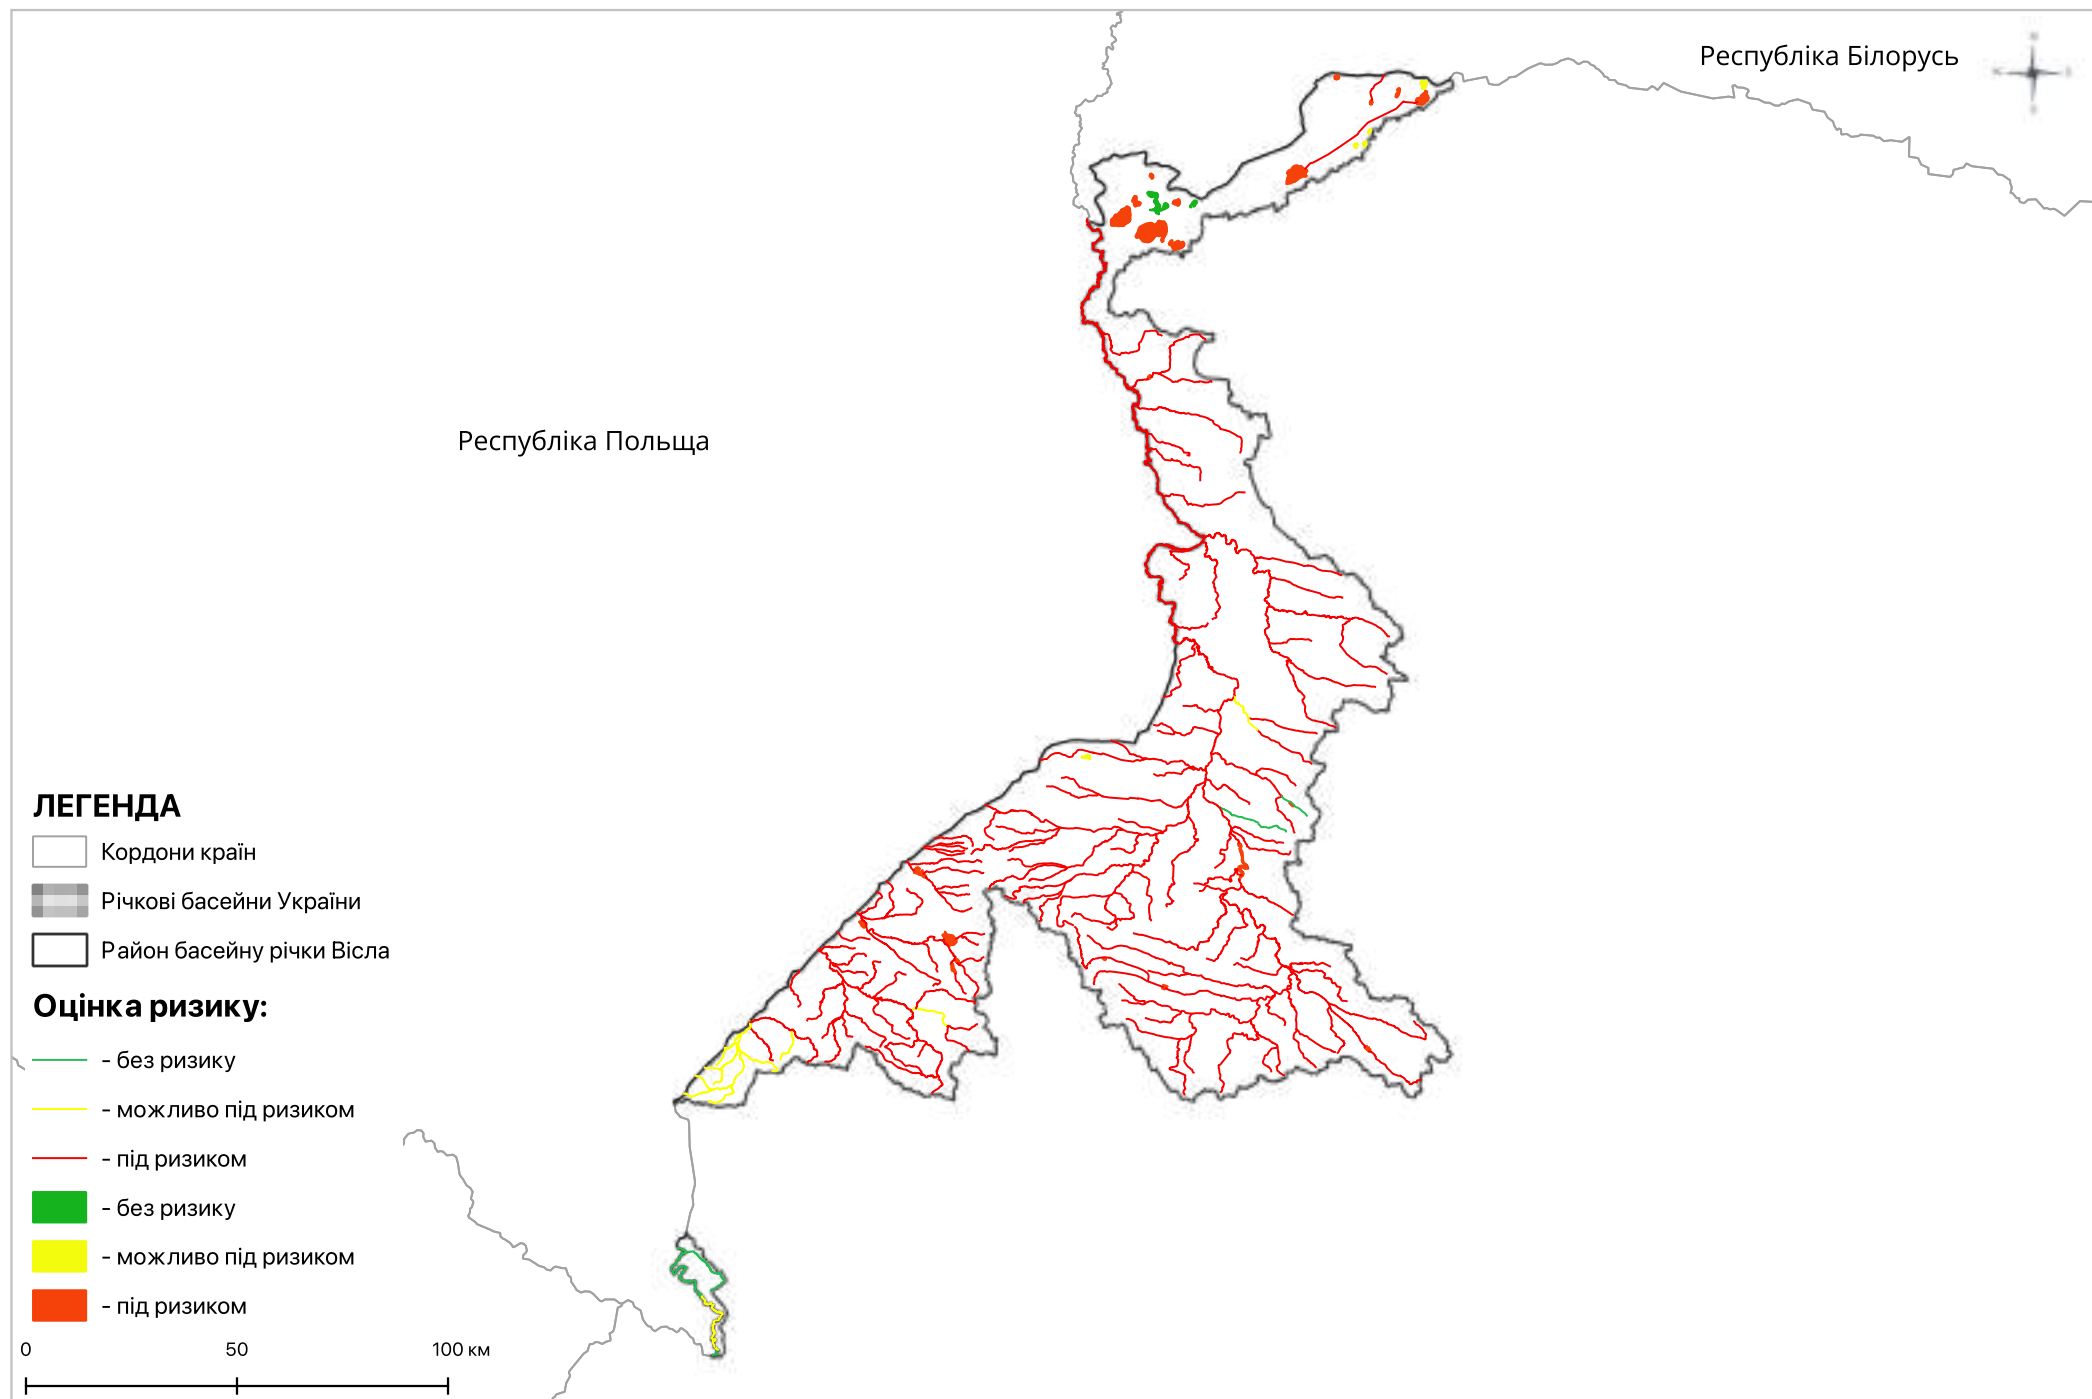 Республіка Білорусь
Республіка Польща
ЛЕГЕНДА
Кордони країн
Річкові басейни України
Район басейну річки Вісла
Оцінка ризику:
- без ризику
- можливо під ризиком
- під ризиком
- без ризику
- можливо під ризиком
- під ризиком
0 50 100 км